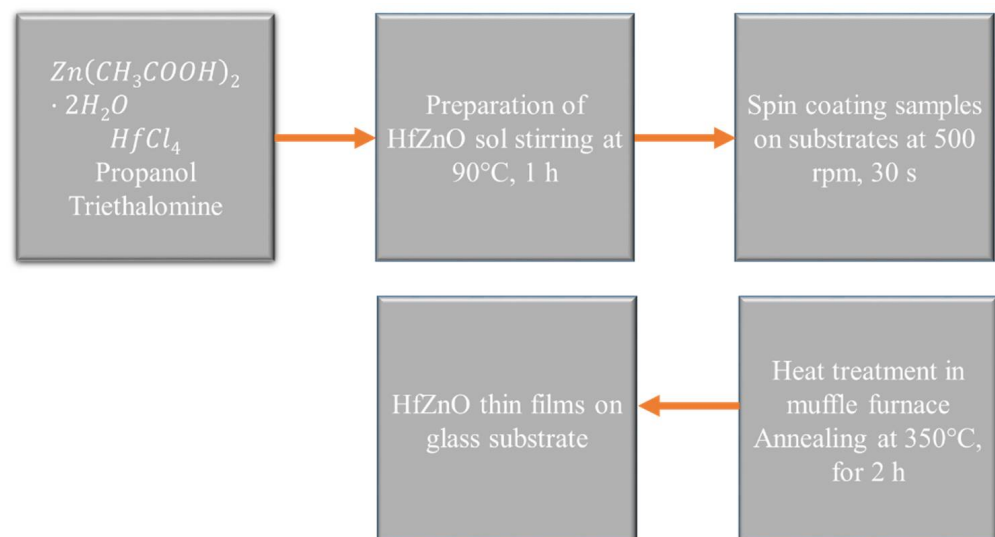 Zn(CH₃COOH)₂
· 2H₂O
HfCl₄
Propanol
Triethalomine
Preparation of
HfZnO sol stirring at
90°C, 1 h
Spin coating samples
on substrates at 500
rpm, 30 s
Heat treatment in
muffle furnace
Annealing at 350°C,
for 2 h
HfZnO thin films on
glass substrate